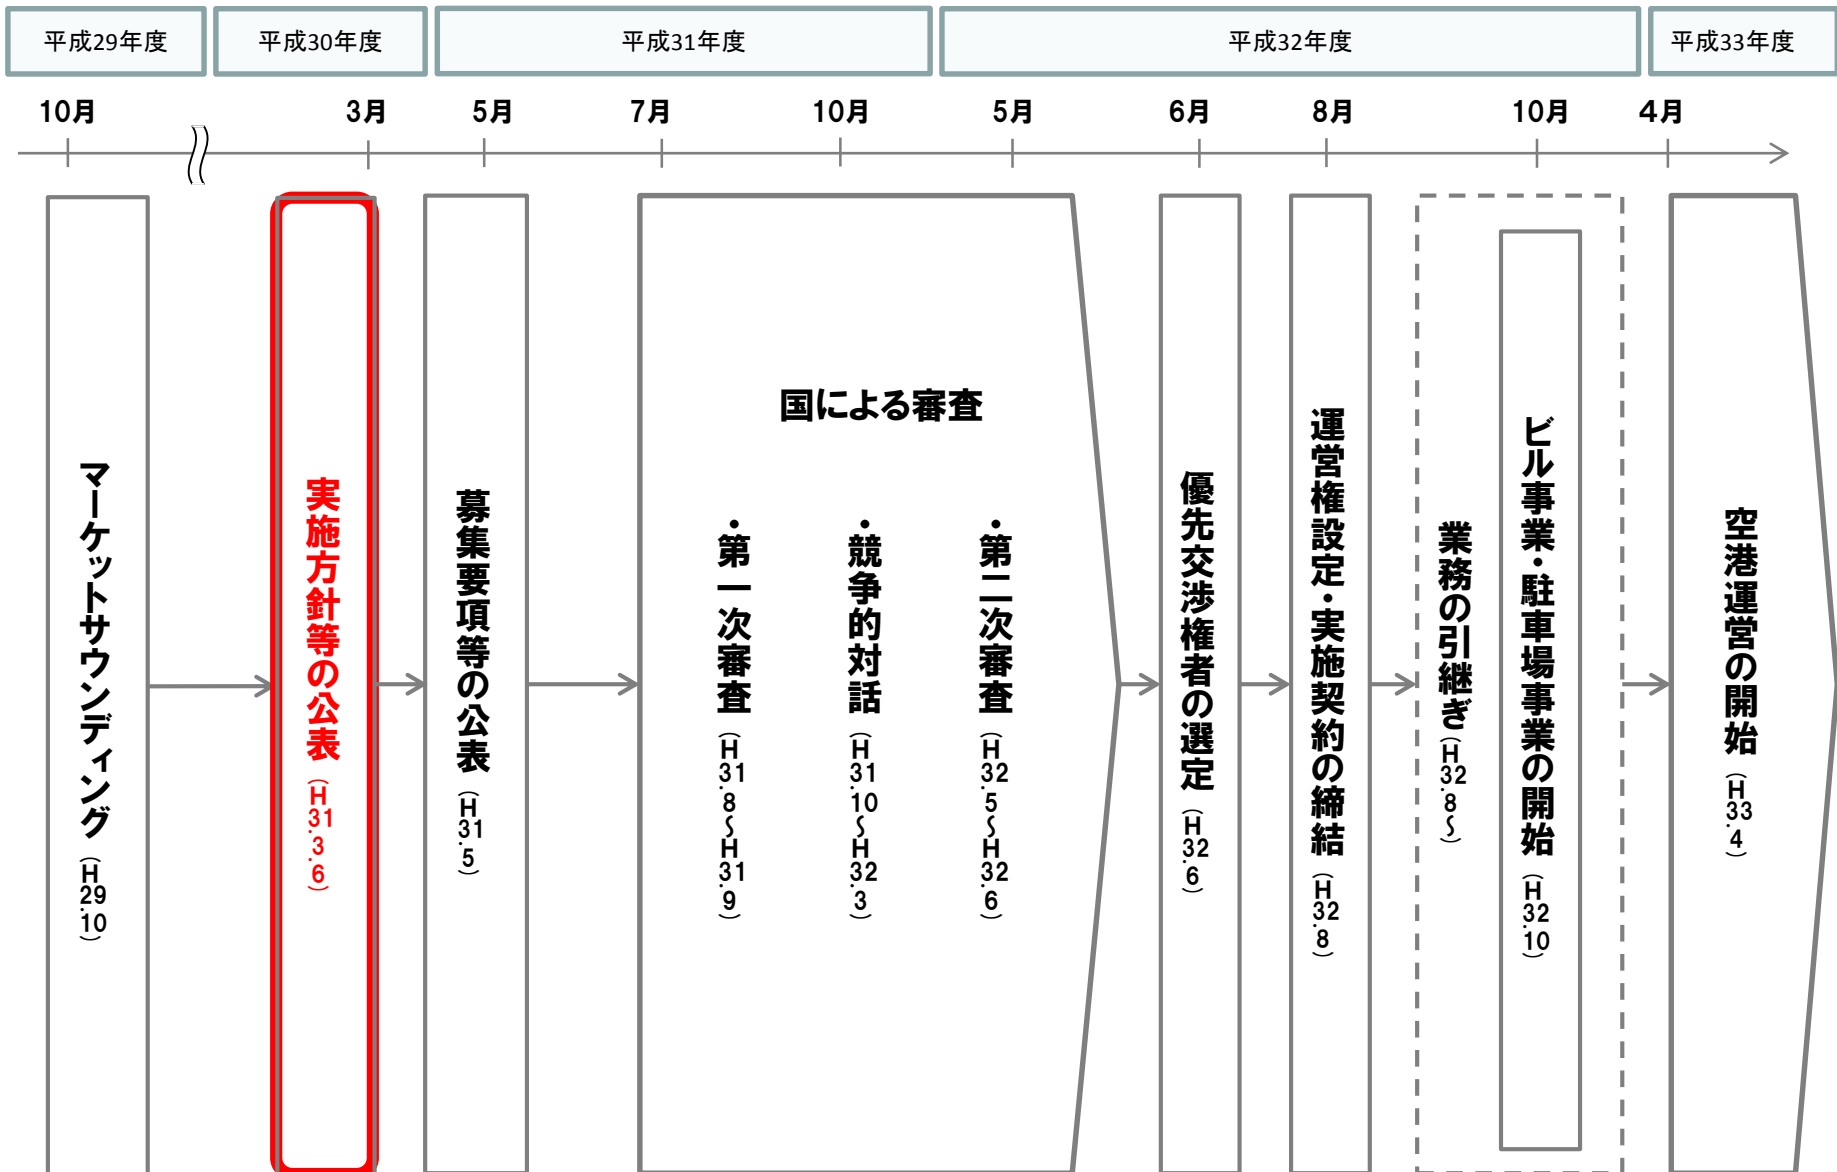 平成29年度
平成30年度
平成31年度
平成32年度
平成33年度
10月
3月
5月
7月
10月
5月
6月
8月
10月
4月
マーケットサウンディング（H29.10）
実施方針等の公表（H31.3.6）
募集要項等の公表（H31.5）
国による審査
・第一次審査（H31.8～H31.9）
・競争的対話（H31.10～H32.3）
・第二次審査（H32.5～H32.6）
優先交渉権者の選定（H32.6）
運営権設定・実施契約の締結（H32.8）
業務の引継ぎ（H32.8～）
ビル事業・駐車場事業の開始（H32.10）
空港運営の開始（H33.4）